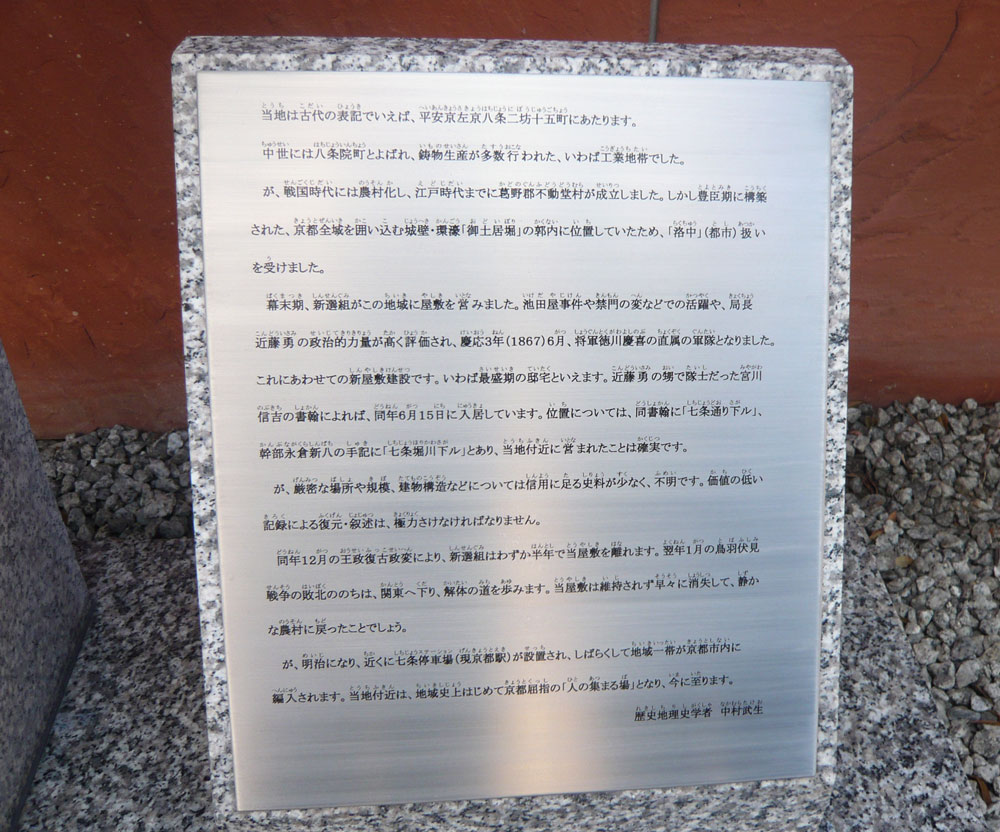 当地は古代の表記でいえば、平安京左京八条二坊十五町にあたります。
中世には八条院町とよばれ、鋳物生産が多数行われた、いわば工業地帯でした。
が、戦国時代には農村化し、江戸時代までに葛野郡不動堂村が成立しました。しかし豊臣期に構築
された、京都全域を囲い込む城壁・環濠「御土居堀」の郭内に位置していたため、「洛中」(都市)扱い
を受けました。
幕末期、新選組がこの地域に屋敷を営みました。池田屋事件や禁門の変などでの活躍や、局長
近藤勇の政治的力量が高く評価され、慶応3年(1867)6月、将軍徳川慶喜の直属の軍隊となりました。
これにあわせての新屋敷建設です。いわば最盛期の邸宅といえます。近藤勇の甥で隊士だった宮川
信吉の書翰によれば、同年6月15日に入居しています。位置については、同書翰に「七条通り下ル」、
幹部永倉新八の手記に「七条堀川下ル」とあり、当地付近に営まれたことは確実です。
が、厳密な場所や規模、建物構造などについては信用に足る史料が少なく、不明です。価値の低い
記録による復元・叙述は、極力さけなければなりません。
同年12月の王政復古政変により、新選組はわずか半年で当屋敷を離れます。翌年1月の鳥羽伏見
戦争の敗北ののちは、関東へ下り、解体の道を歩みます。当屋敷は維持されず早々に消失して、静か
な農村に戻ったことでしょう。
が、明治になり、近くに七条停車場(現京都駅)が設置され、しばらくして地域一帯が京都市内に
編入されます。当地付近は、地域史上はじめて京都屈指の「人の集まる場」となり、今に至ります。
歴史地理史学者 中村武生